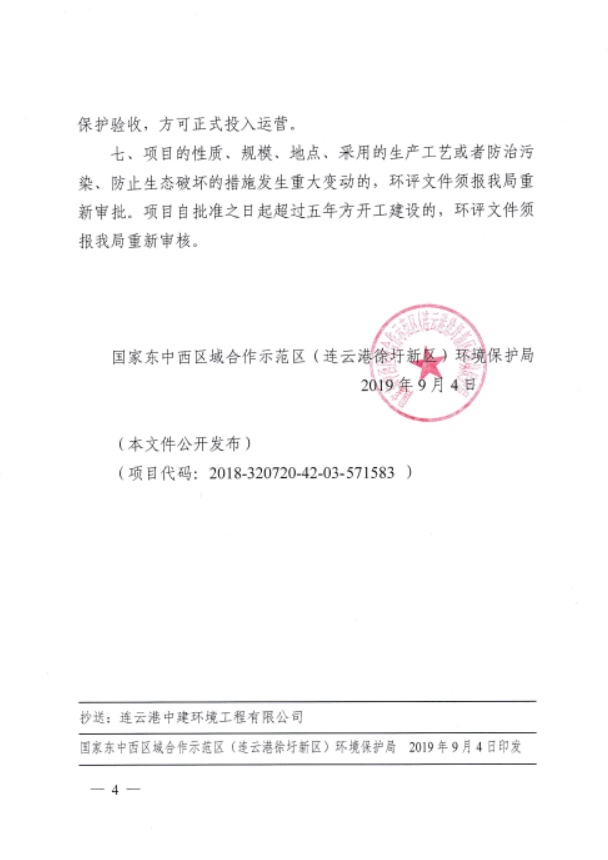 保护验收，方可正式投入运营。
七、项目的性质、规模、地点、采用的生产工艺或者防治污
染、防止生态破坏的措施发生重大变动的，环评文件须报我局重
新审批。项目自批准之日起超过五年方开工建设的，环评文件须
报我局重新审核。
国家东中西区域合作示范区（连云港徐圩新区）环境保护局
2019 年 9 月 4 日
（本文件公开发布）
（项目代码：2018-320720-42-03-571583 ）
抄送：连云港中建环境工程有限公司
国家东中西区域合作示范区（连云港徐圩新区）环境保护局 2019 年 9 月 4 日印发
— 4 —